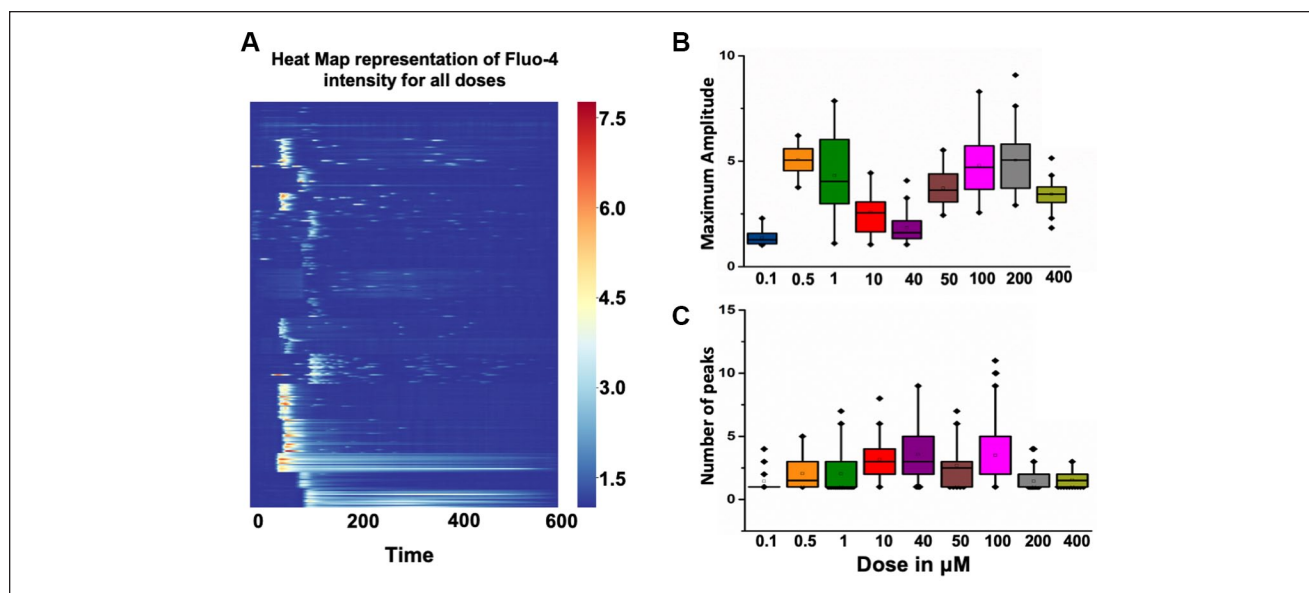 A
Heat Map representation of Fluo-4
intensity for all doses
7.5
6.0
4.5
3.0
1.5
0 200 400 600
Time
B
Maximum Amplitude
10
5
0
0.1 0.5 1 10 40 50 100 200 400
C
Number of peaks
15
10
5
0
0.1 0.5 1 10 40 50 100 200 400
Dose in µM